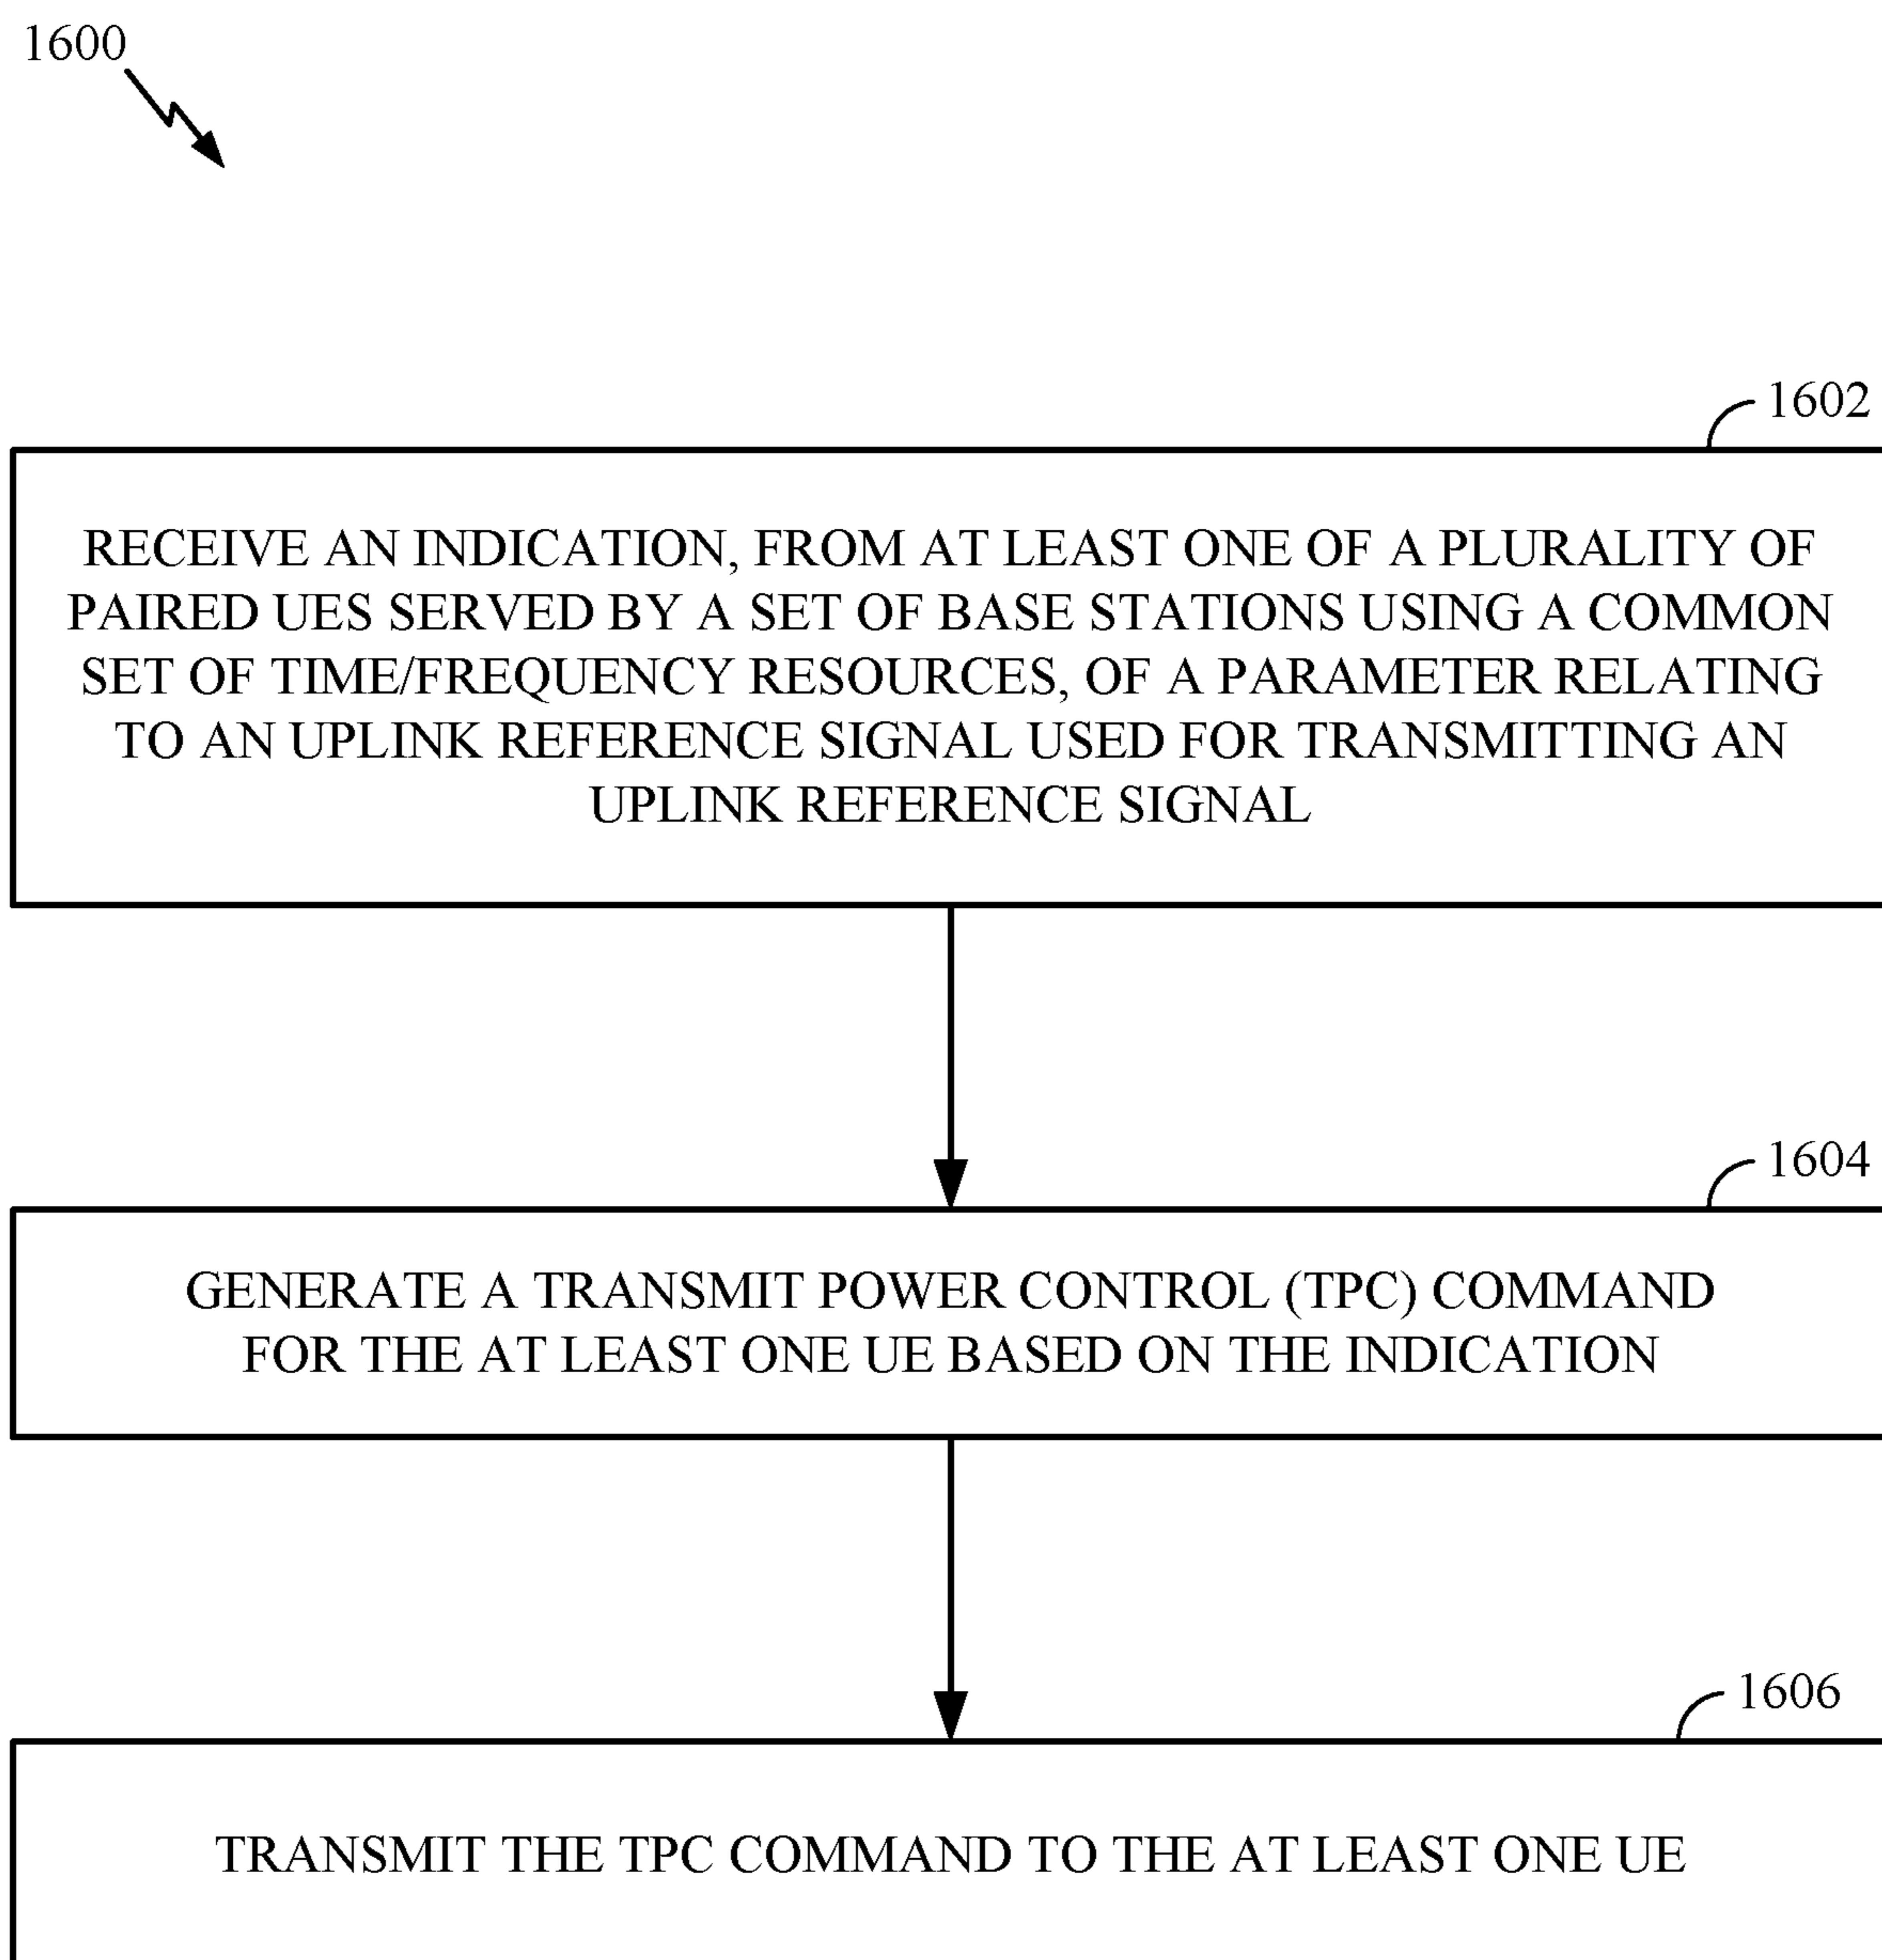 1600
1602
RECEIVE AN INDICATION, FROM AT LEAST ONE OF A PLURALITY OF
PAIRED UES SERVED BY A SET OF BASE STATIONS USING A COMMON
SET OF TIME/FREQUENCY RESOURCES, OF A PARAMETER RELATING
TO AN UPLINK REFERENCE SIGNAL USED FOR TRANSMITTING AN
UPLINK REFERENCE SIGNAL
1604
GENERATE A TRANSMIT POWER CONTROL (TPC) COMMAND
FOR THE AT LEAST ONE UE BASED ON THE INDICATION
1606
TRANSMIT THE TPC COMMAND TO THE AT LEAST ONE UE